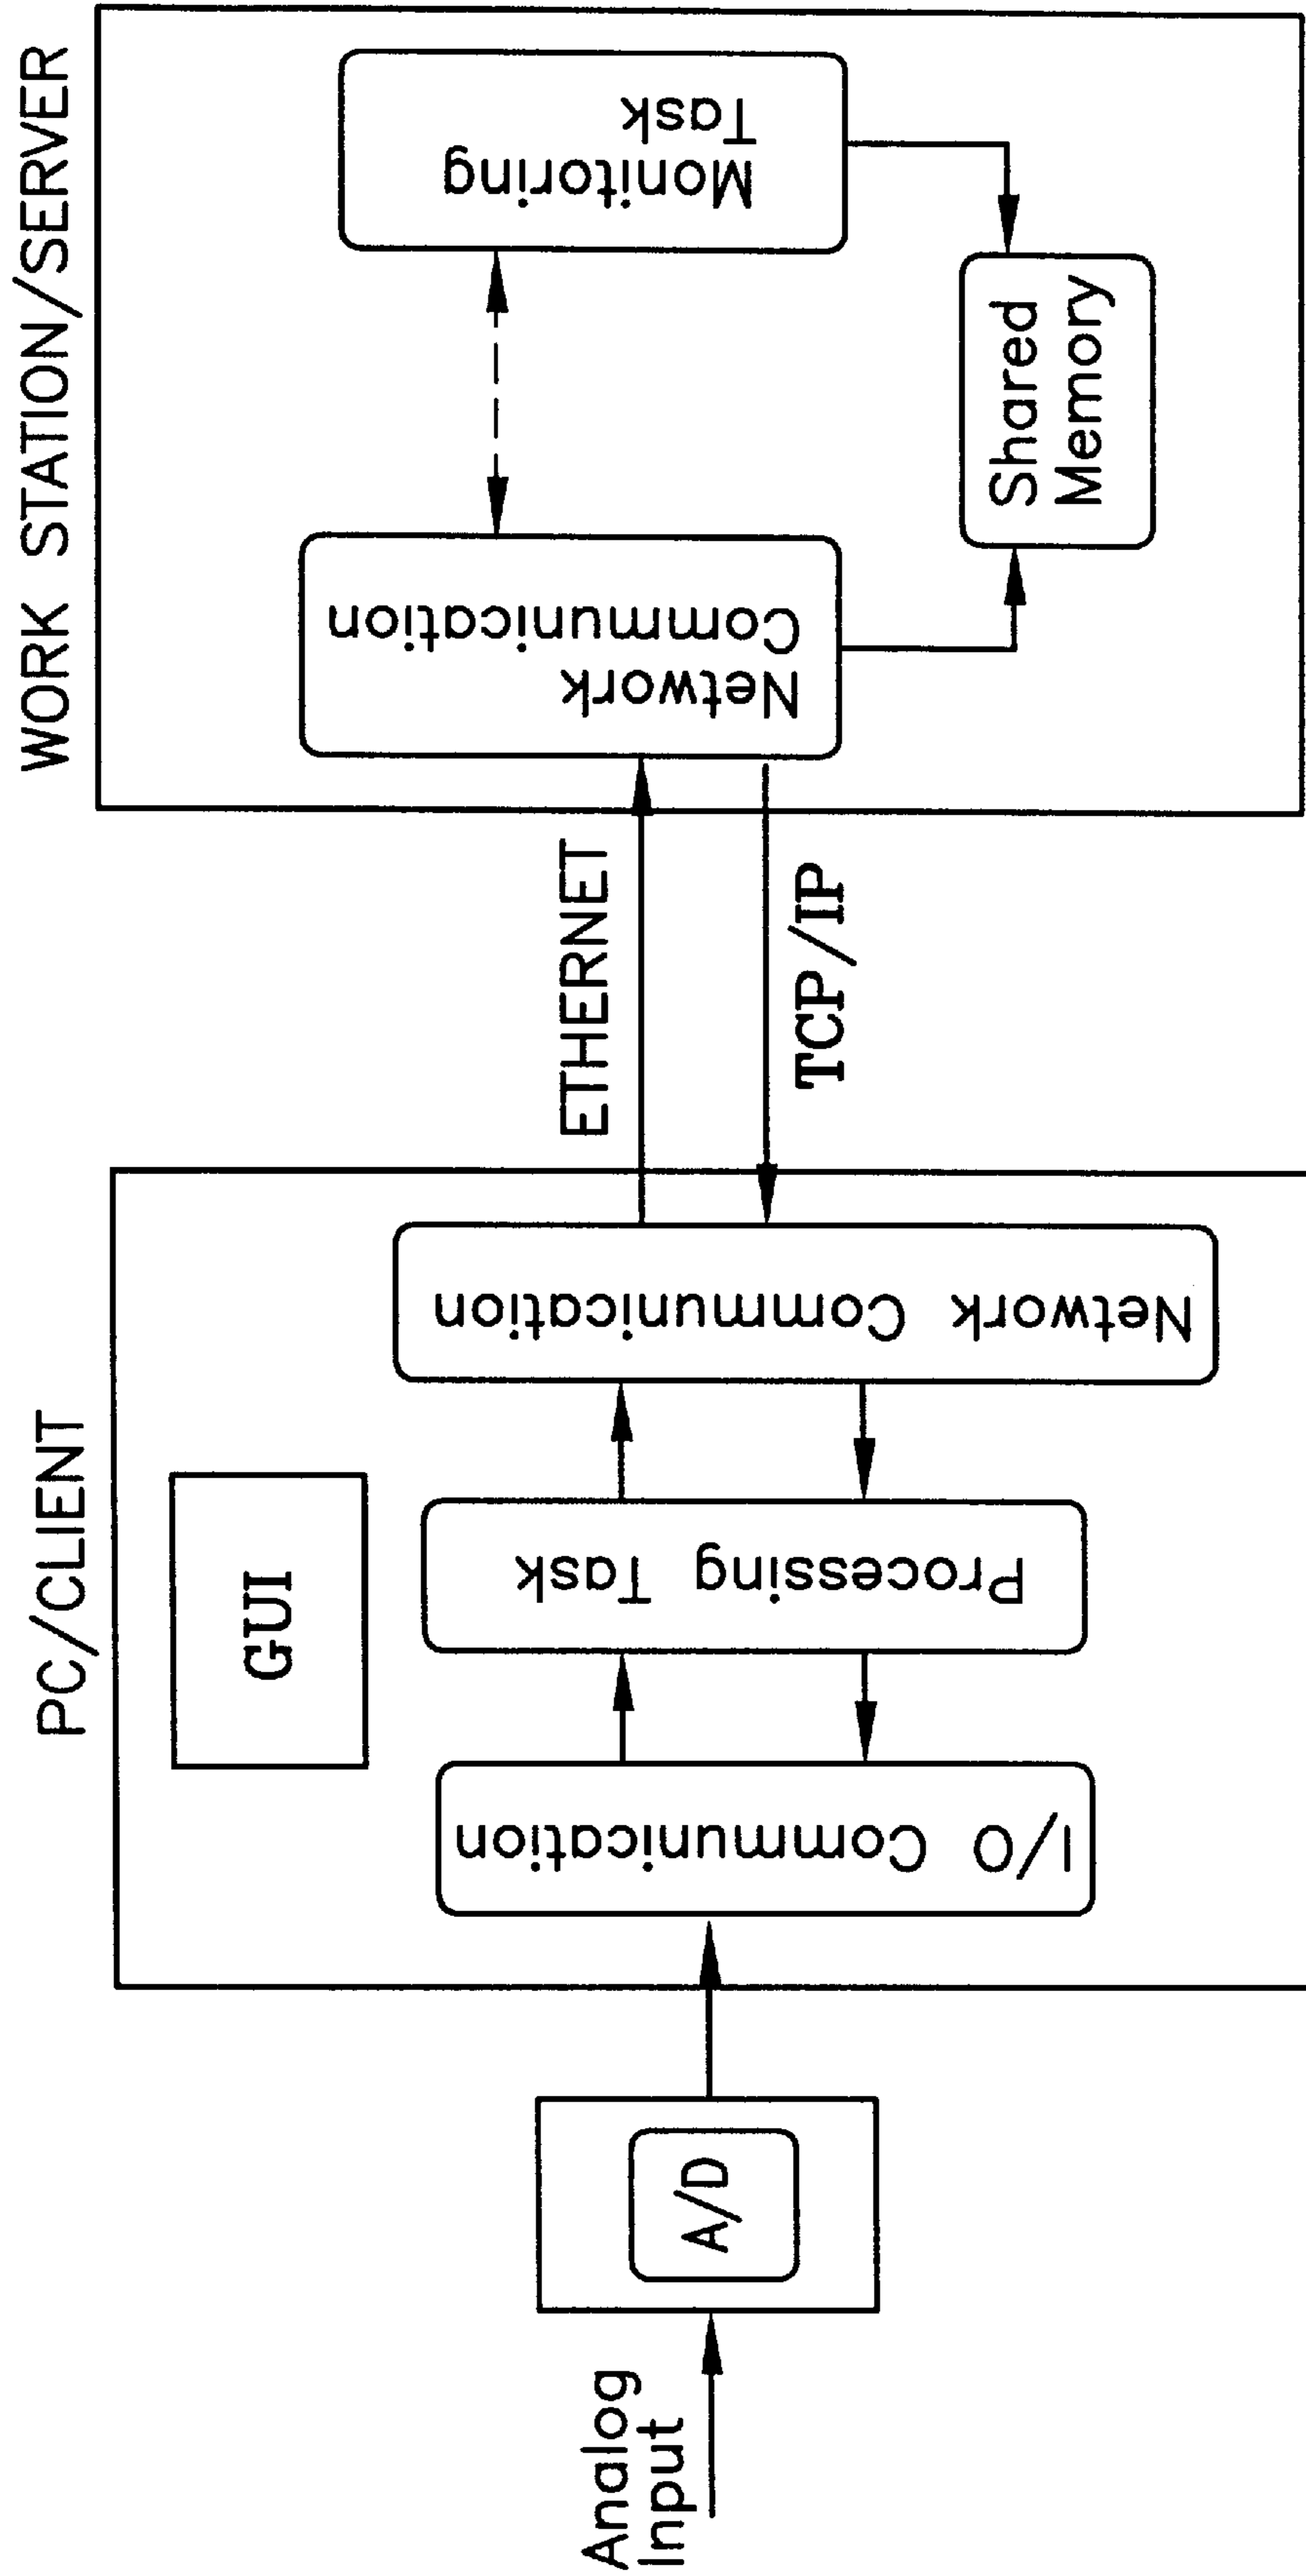 PC/CLIENT
WORK STATION/SERVER
GUI
Analog
Input
A/D
I/O Communication
Processing Task
Network Communication
ETHERNET
TCP/IP
Network
Communication
Monitoring
Task
Shared
Memory